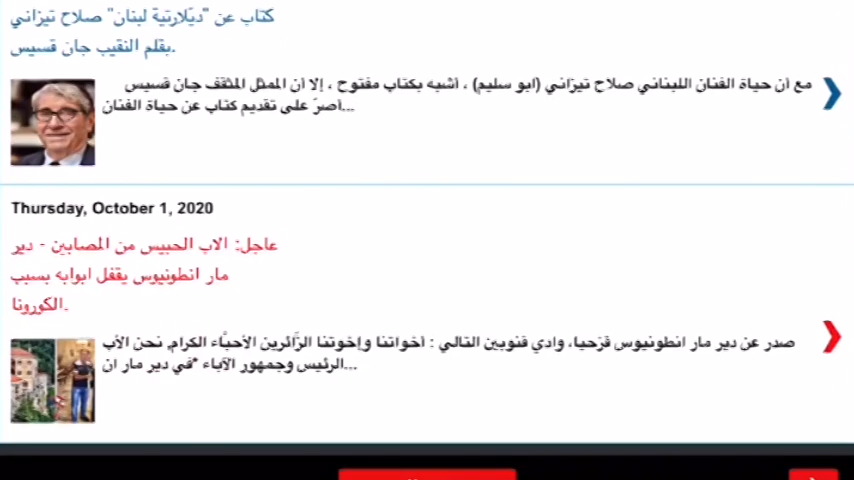 كتاب عن "ديّلارتية لبنان" صلاح تيزاني
بقلم النقيب جان قسيس.
مع أن حياة الفنان اللبناني صلاح تيزاني (ابو سليم) ، أشبه بكتاب مفتوح ، إلا أن الممثل المثقف جان قسيس
أصرّ على تقديم كتاب عن حياة الفنان...
Thursday, October 1, 2020
عاجل: الاب الحبيس من المصابين - دير
مار انطونيوس يقفل ابوابه بسبب
الكورونا.
صدر عن دير مار انطونيوس قزحيا، وادي قنوبين التالي : أخواتنا وإخوتنا الزّائرين الأحبّاء الكرام, نحن الأب
الرئيس وجمهور الآباء *في دير مار ان...